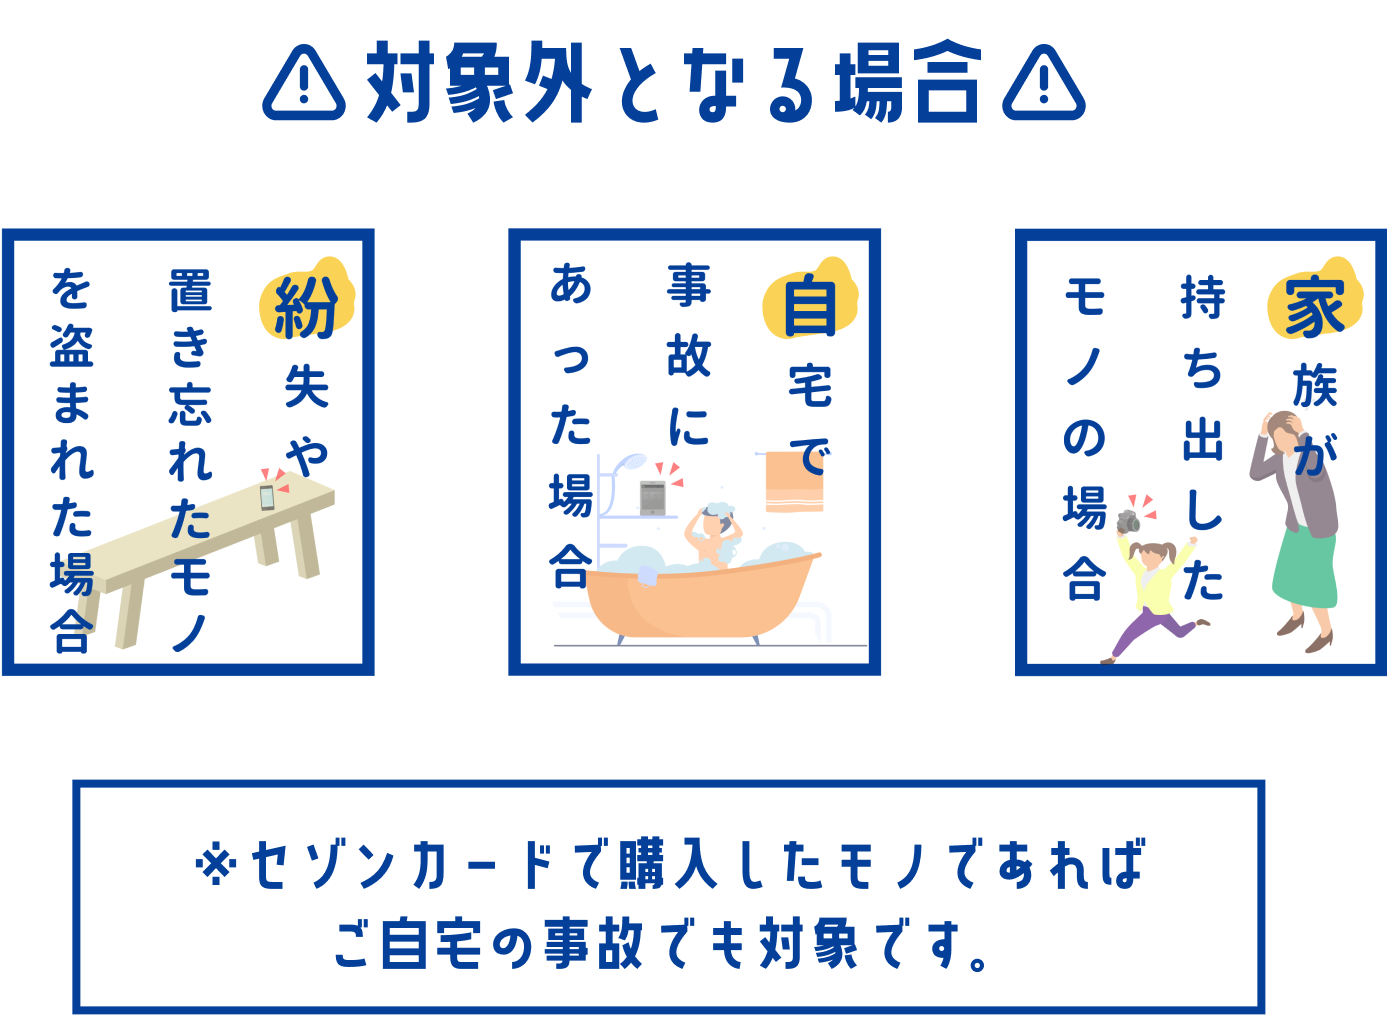 対象外となる場合
紛失や
置き忘れたモノ
を盗まれた場合
自宅で
事故に
あった場合
家族が
持ち出した
モノの場合
※セゾンカードで購入したモノであれば
ご自宅の事故でも対象です。